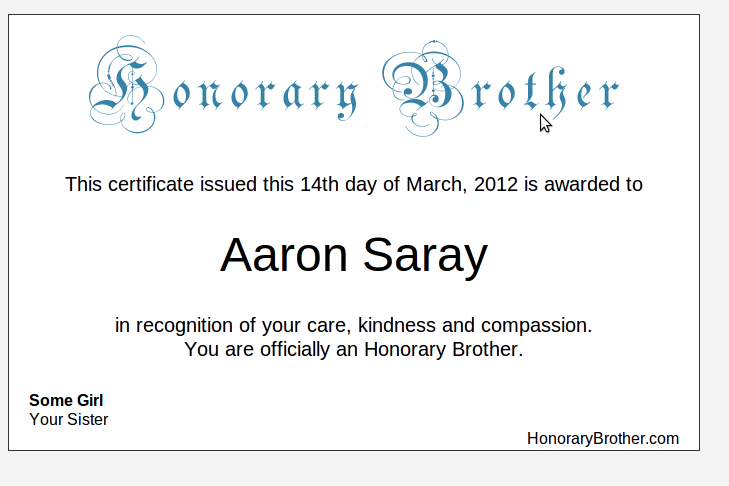 Honorary Brother
This certificate issued this 14th day of March, 2012 is awarded to
Aaron Saray
in recognition of your care, kindness and compassion.
You are officially an Honorary Brother.
Some Girl
Your Sister
HonoraryBrother.com